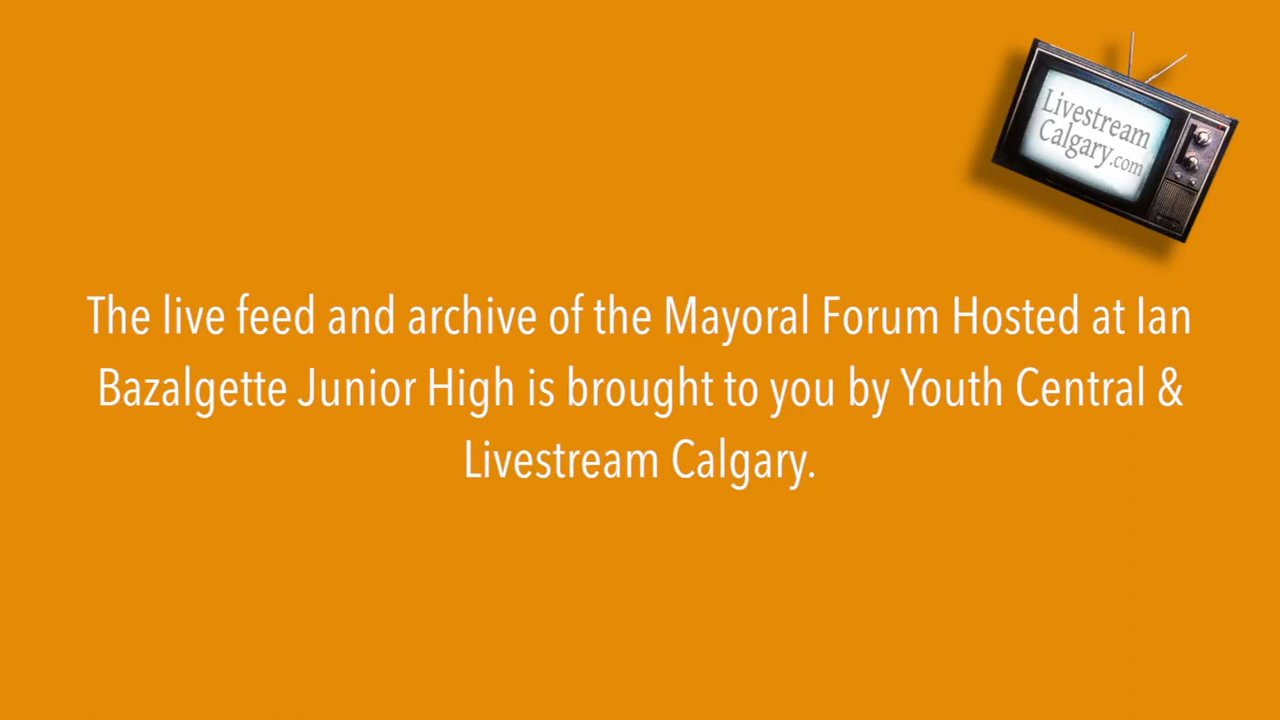 Livestream
Calgary.com
The live feed and archive of the Mayoral Forum Hosted at Ian
Bazalgette Junior High is brought to you by Youth Central &
Livestream Calgary.